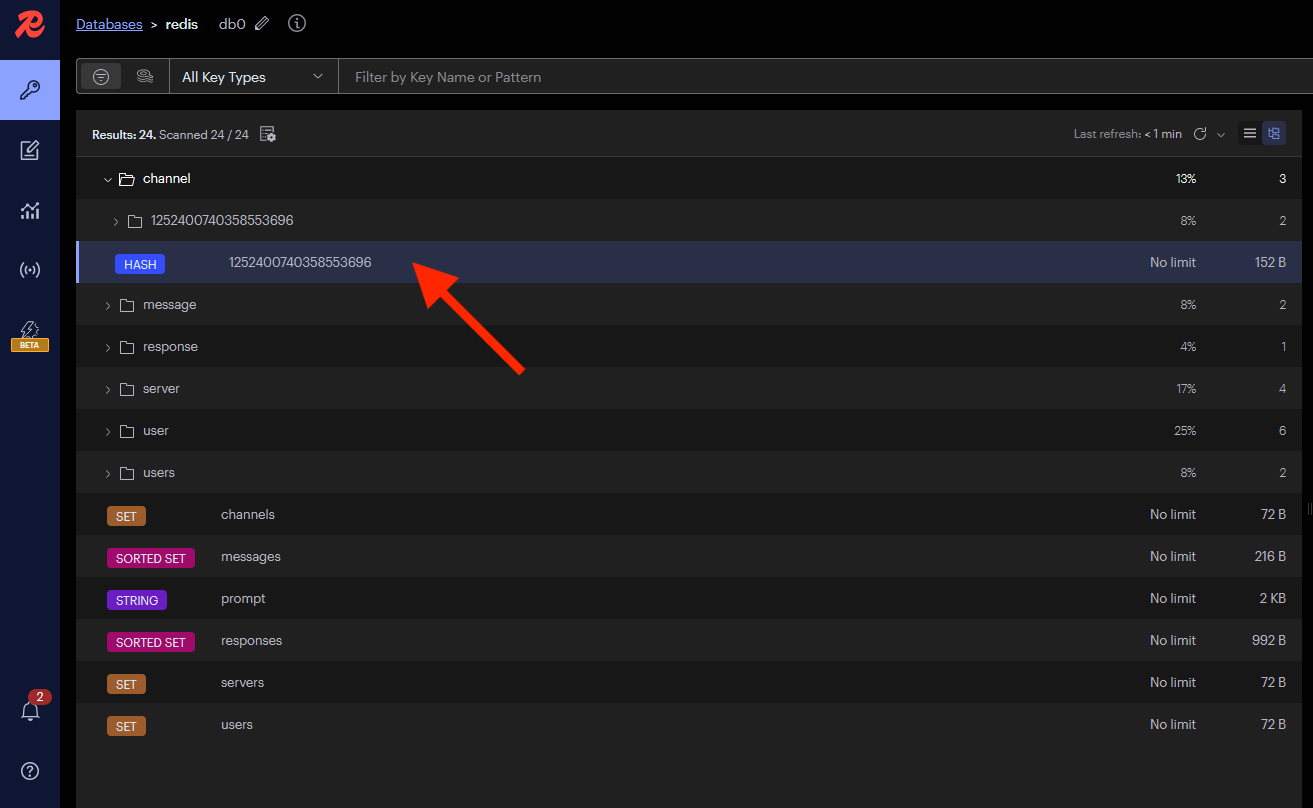 Databases > redis db0
All Key Types Filter by Key Name or Pattern
Results: 24. Scanned 24 / 24 Last refresh: < 1 min
channel 13% 3
1252400740358553696 8% 2
HASH 1252400740358553696 No limit 152 B
message 8% 2
response 4% 1
BETA
server 17% 4
user 25% 6
users 8% 2
SET channels No limit 72 B
SORTED SET messages No limit 216 B
STRING prompt No limit 2 KB
SORTED SET responses No limit 992 B
SET servers No limit 72 B
2
SET users No limit 72 B